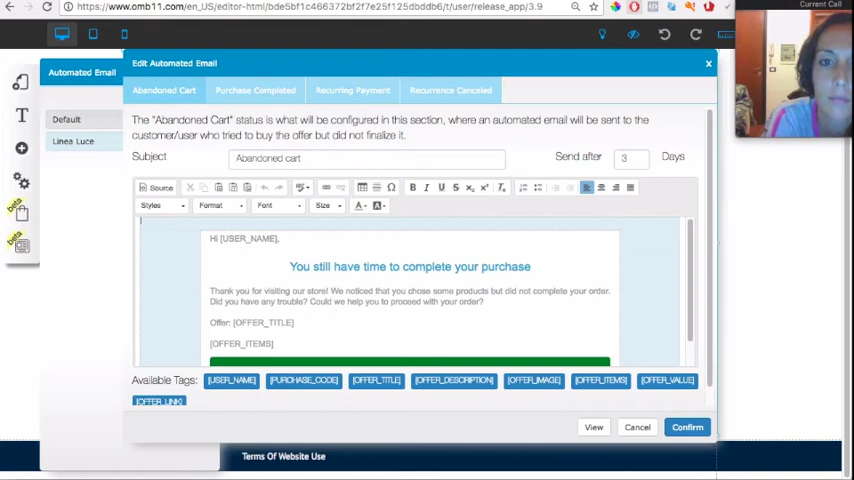 https://www.omb11.com/en_US/editor-html/bde5bf1c466372bf2f7e25f1bfc235db2dbddb6/t/user/release_app/3.9
Current Call
Automated Email
Default
Linea Luce
beta
beta
Edit Automated Email
x
Abandoned Cart Purchase Completed Recurring Payment Recurrence Canceled
The "Abandoned Cart" status is what will be configured in this section, where an automated email will be sent to the
customer/user who tried to buy the offer but did not finalize it.
Subject Abandoned cart Send after 3 Days
Source B I U S x₂ x² Tx
Styles Format Font Size A A
Hi [USER_NAME],
You still have time to complete your purchase
Thank you for visiting our store! We noticed that you chose some products but did not complete your order.
Did you have any trouble? Could we help you to proceed with your order?
Offer: [OFFER_TITLE]
[OFFER_ITEMS]
Available Tags: [USER_NAME] [PURCHASE_CODE] [OFFER_TITLE] [OFFER_DESCRIPTION] [OFFER_IMAGE] [OFFER_ITEMS] [OFFER_VALUE]
[OFFER_LINK]
View Cancel Confirm
Terms Of Website Use